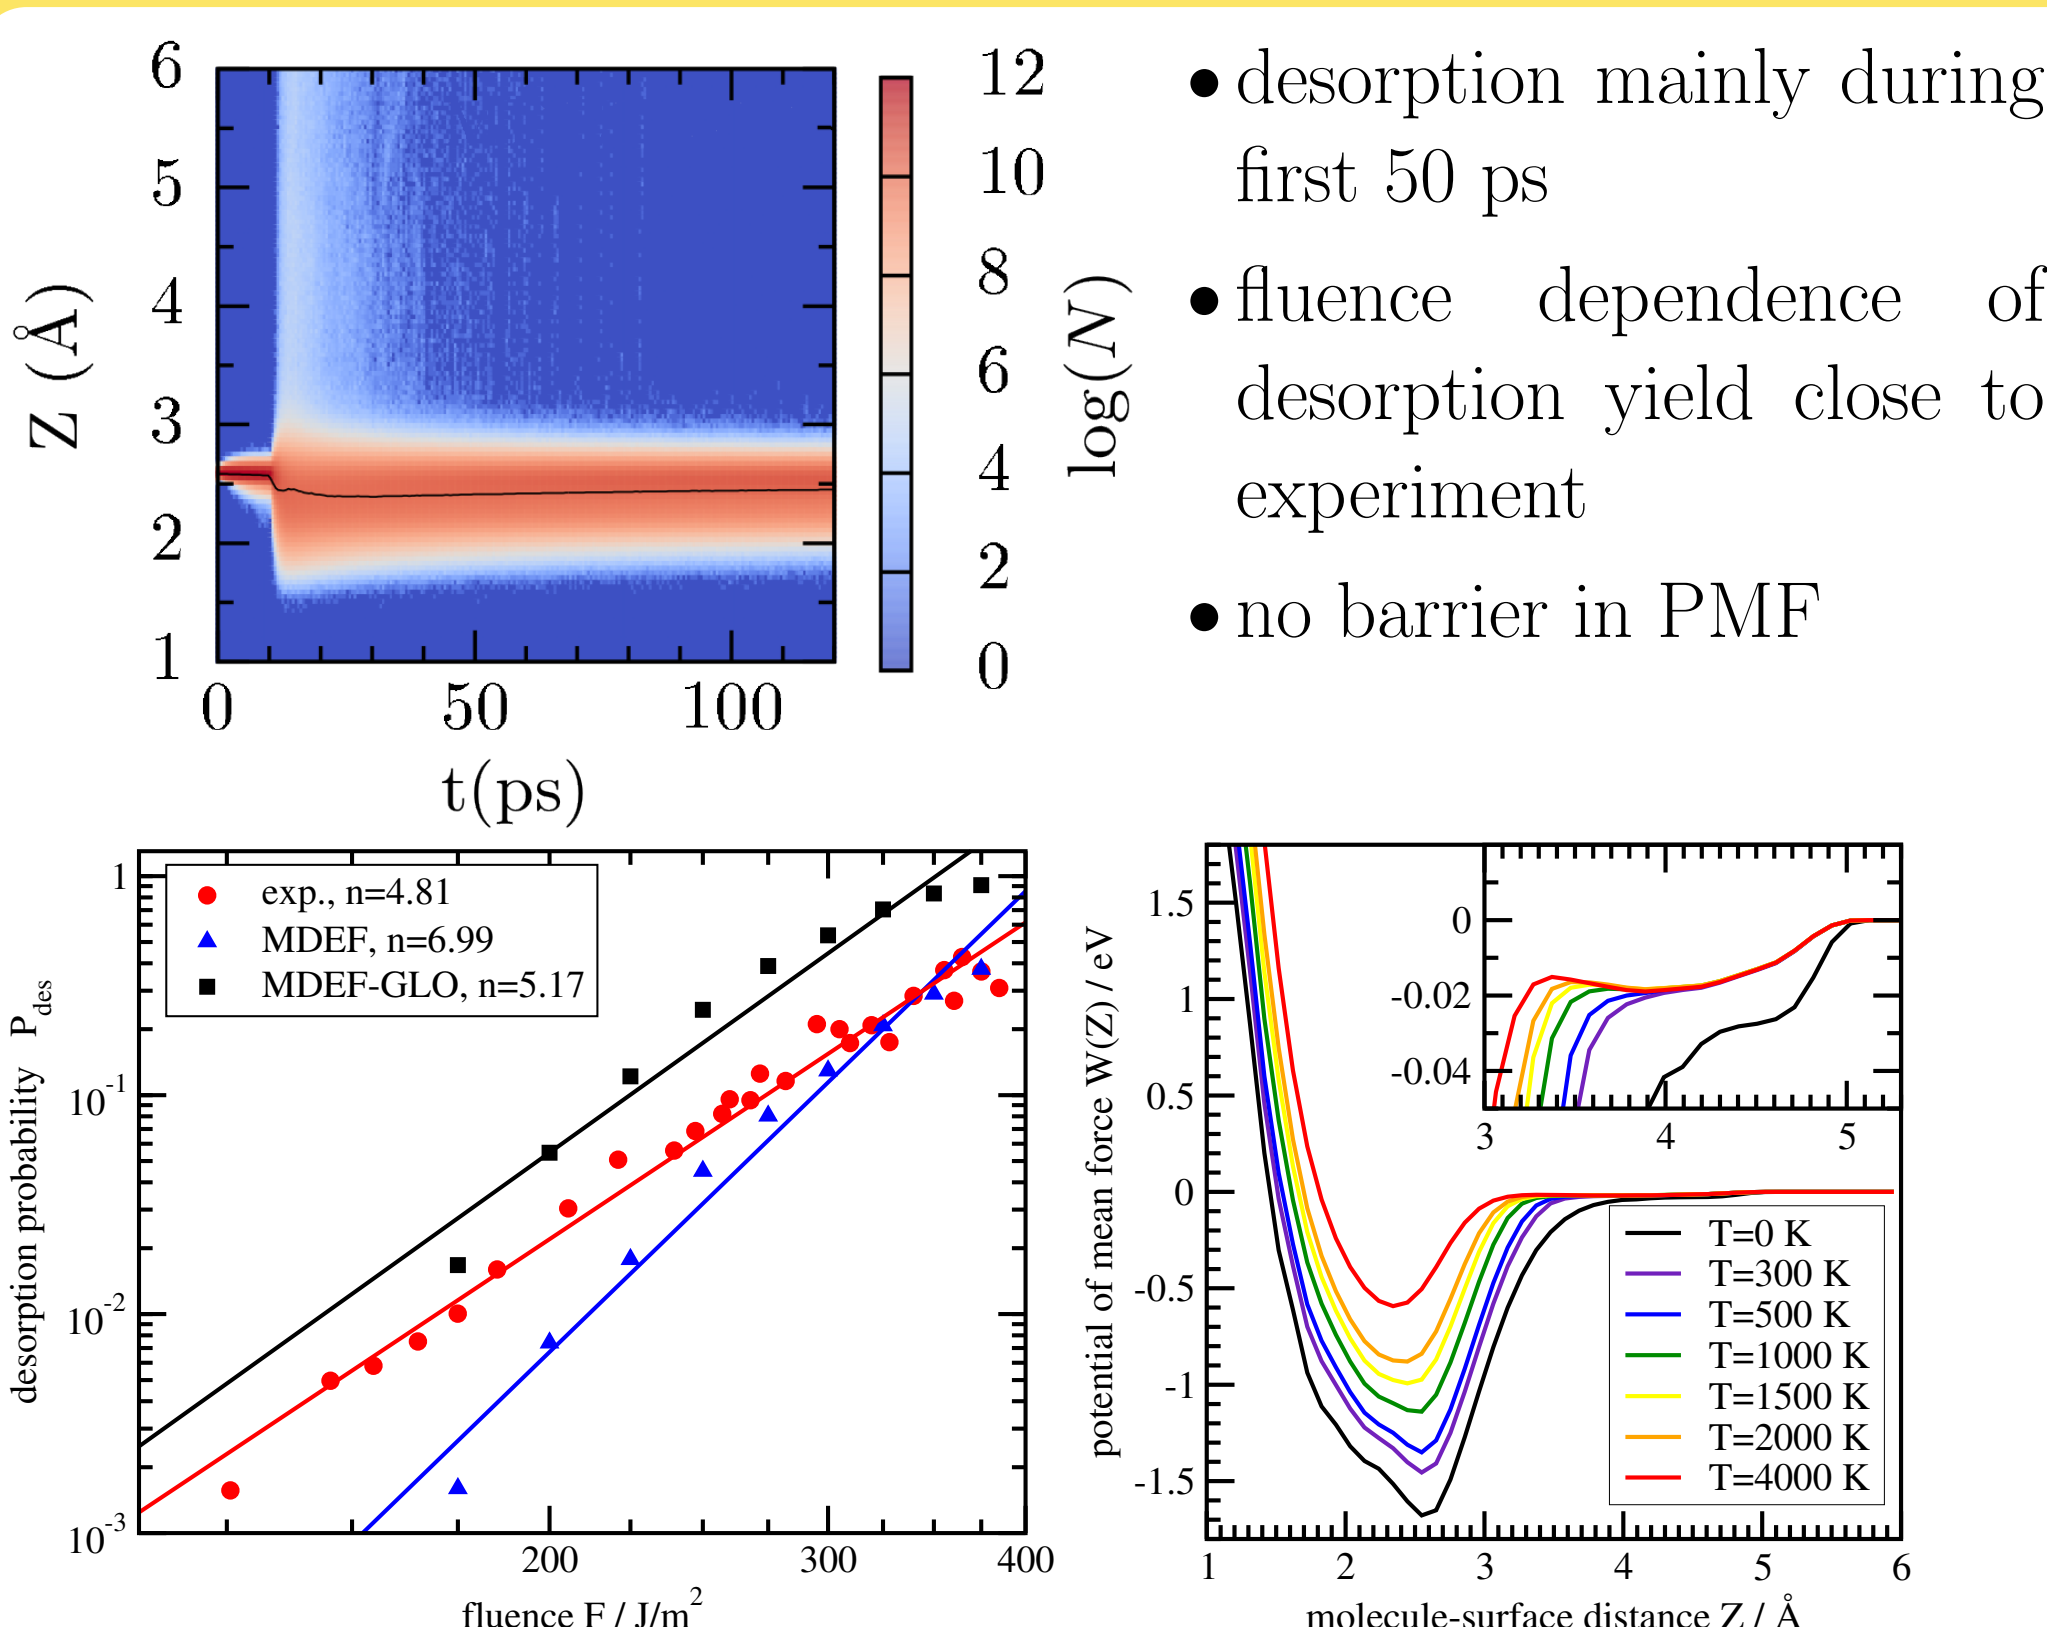 6
5
4
3
2
1
Z (Å)
0
50
100
t(ps)
12
10
8
6
4
2
0
log(N)
• desorption mainly during
first 50 ps
• fluence dependence of
desorption yield close to
experiment
• no barrier in PMF
exp., n=4.81
MDEF, n=6.99
MDEF-GLO, n=5.17
1
10^-1
10^-2
10^-3
desorption probability P_des
200
300
400
fluence F / J/m^2
1.5
1
0.5
0
-0.5
-1
-1.5
potential of mean force W(Z) / eV
0
-0.02
-0.04
3
4
5
T=0 K
T=300 K
T=500 K
T=1000 K
T=1500 K
T=2000 K
T=4000 K
1
2
3
4
5
6
molecule-surface distance Z / Å